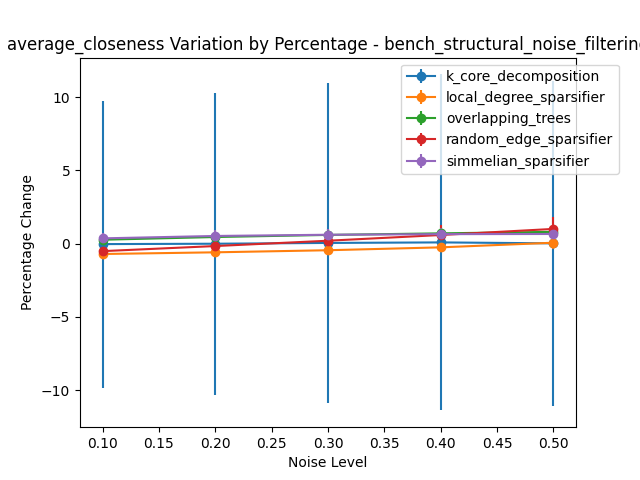 average_closeness Variation by Percentage - bench_structural_noise_filtering
k_core_decomposition
local_degree_sparsifier
overlapping_trees
random_edge_sparsifier
simmelian_sparsifier
Percentage Change
10
5
0
−5
−10
0.10 0.15 0.20 0.25 0.30 0.35 0.40 0.45 0.50
Noise Level